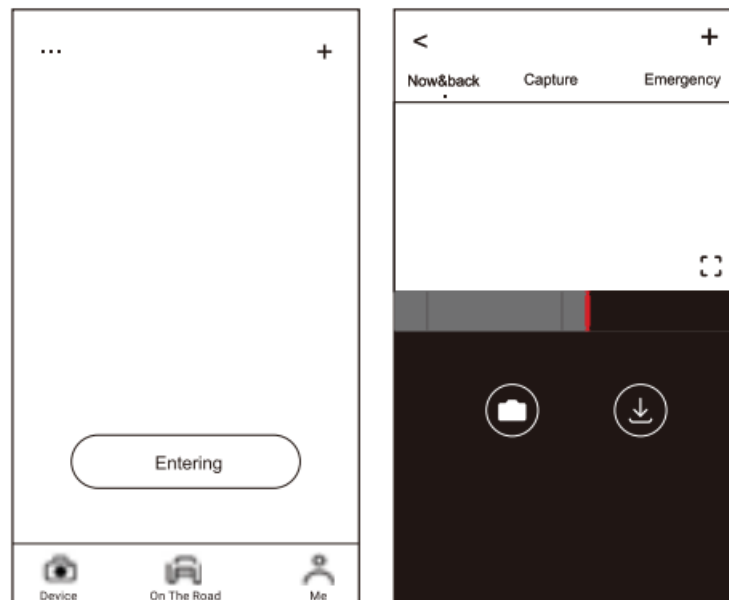 ... +
Entering
Device On The Road Me
< +
Now&back Capture Emergency